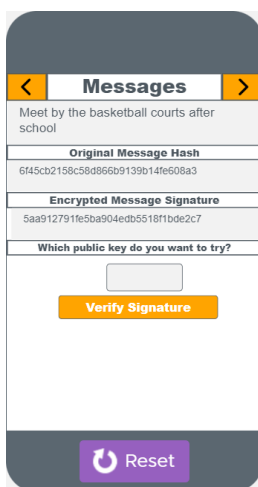 Messages
Meet by the basketball courts after
school
Original Message Hash
6f45cb2158c58d866b9139b14fe608a3
Encrypted Message Signature
5aa912791fe5ba904edb5518f1bde2c7
Which public key do you want to try?
Verify Signature
Reset